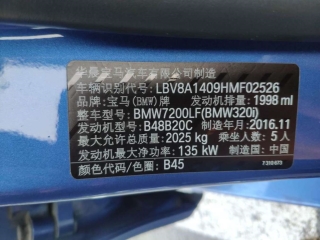 华晨宝马汽车有限公司制造
车辆识别代号: LBV8A1409HMF02526
品牌: 宝马(BMW)牌 发动机排量: 1998 ml
整车型号: BMW7200LF(BMW320i)
发动机型号: B48B20C 制造年月: 2016.11
最大允许总质量: 2025 kg 乘坐人数: 5人
发动机最大净功率: 135 kW 制造国: 中国
颜色代码/色圈: B45